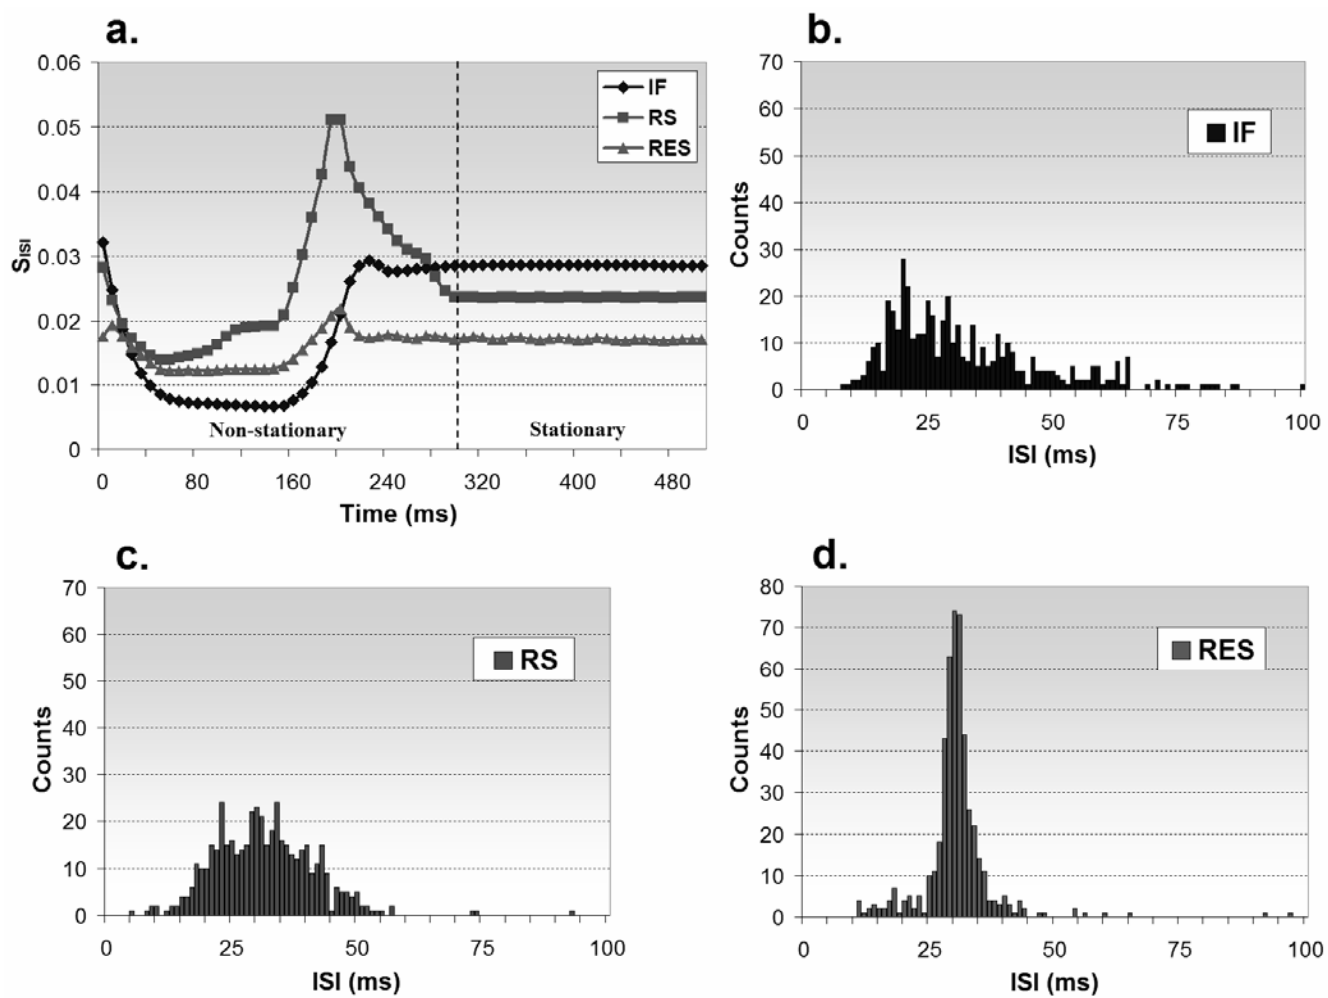 a.
0.06
0.05
0.04
0.03
0.02
0.01
0
S_ISI
IF
RS
RES
Non-stationary
Stationary
0 80 160 240 320 400 480
Time (ms)
b.
70
60
50
40
30
20
10
0
Counts
IF
0 25 50 75 100
ISI (ms)
c.
70
60
50
40
30
20
10
0
Counts
RS
0 25 50 75 100
ISI (ms)
d.
80
70
60
50
40
30
20
10
0
Counts
RES
0 25 50 75 100
ISI (ms)